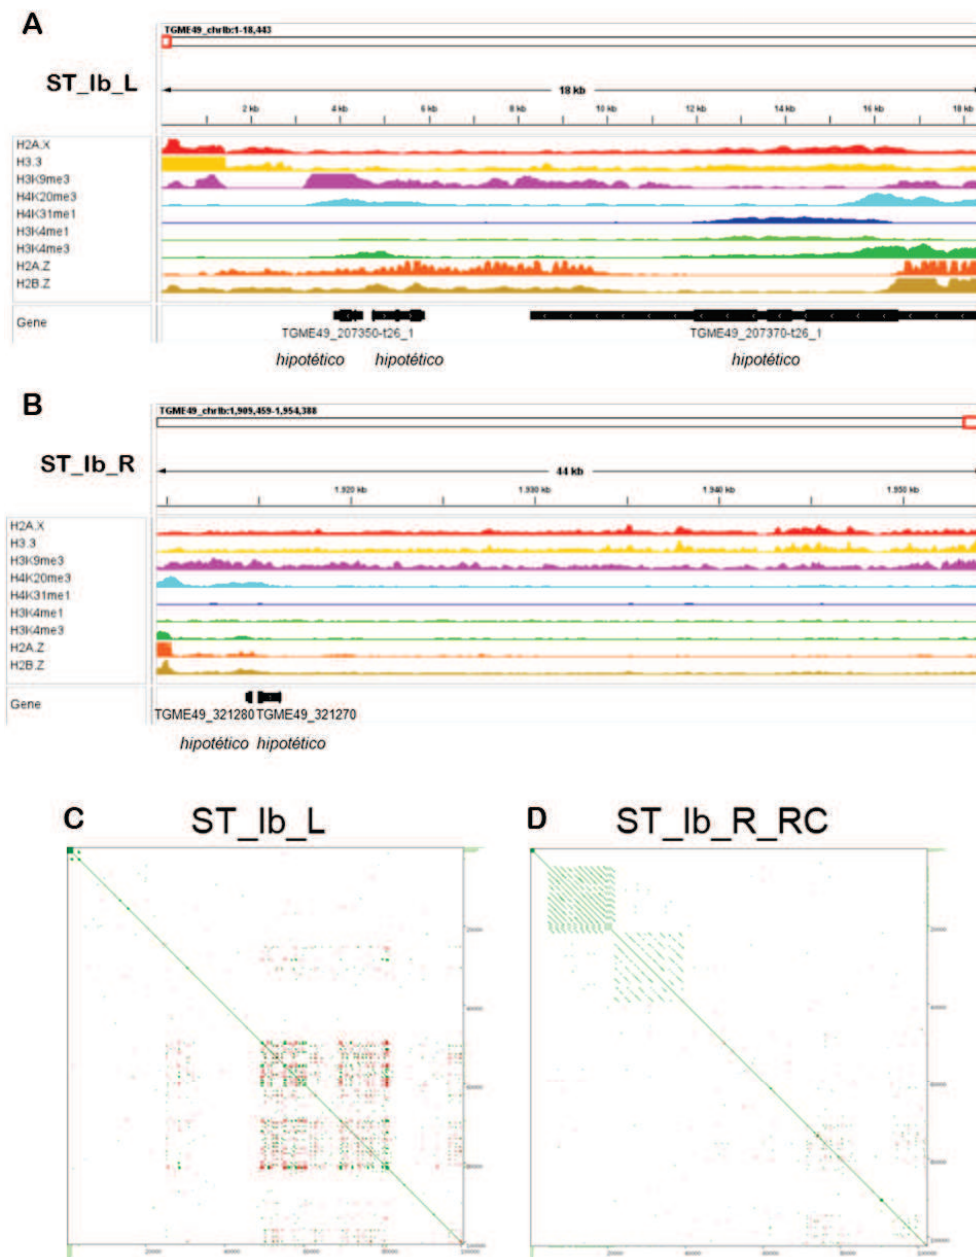 A
TGME49_chrIb:1-18,443
ST_Ib_L
18 kb
2 kb 4 kb 6 kb 8 kb 10 kb 12 kb 14 kb 16 kb 18 kb
H2A.X
H3.3
H3K9me3
H4K20me3
H4K31me1
H3K4me1
H3K4me3
H2A.Z
H2B.Z
Gene
TGME49_207350-t26_1 TGME49_207370-t26_1
hipotético hipotético hipotético
B
TGME49_chrIb:1,909,459-1,954,388
ST_Ib_R
44 kb
1.920 kb 1.930 kb 1.940 kb 1.950 kb
H2A.X
H3.3
H3K9me3
H4K20me3
H4K31me1
H3K4me1
H3K4me3
H2A.Z
H2B.Z
Gene
TGME49_321280 TGME49_321270
hipotético hipotético
C ST_Ib_L D ST_Ib_R_RC